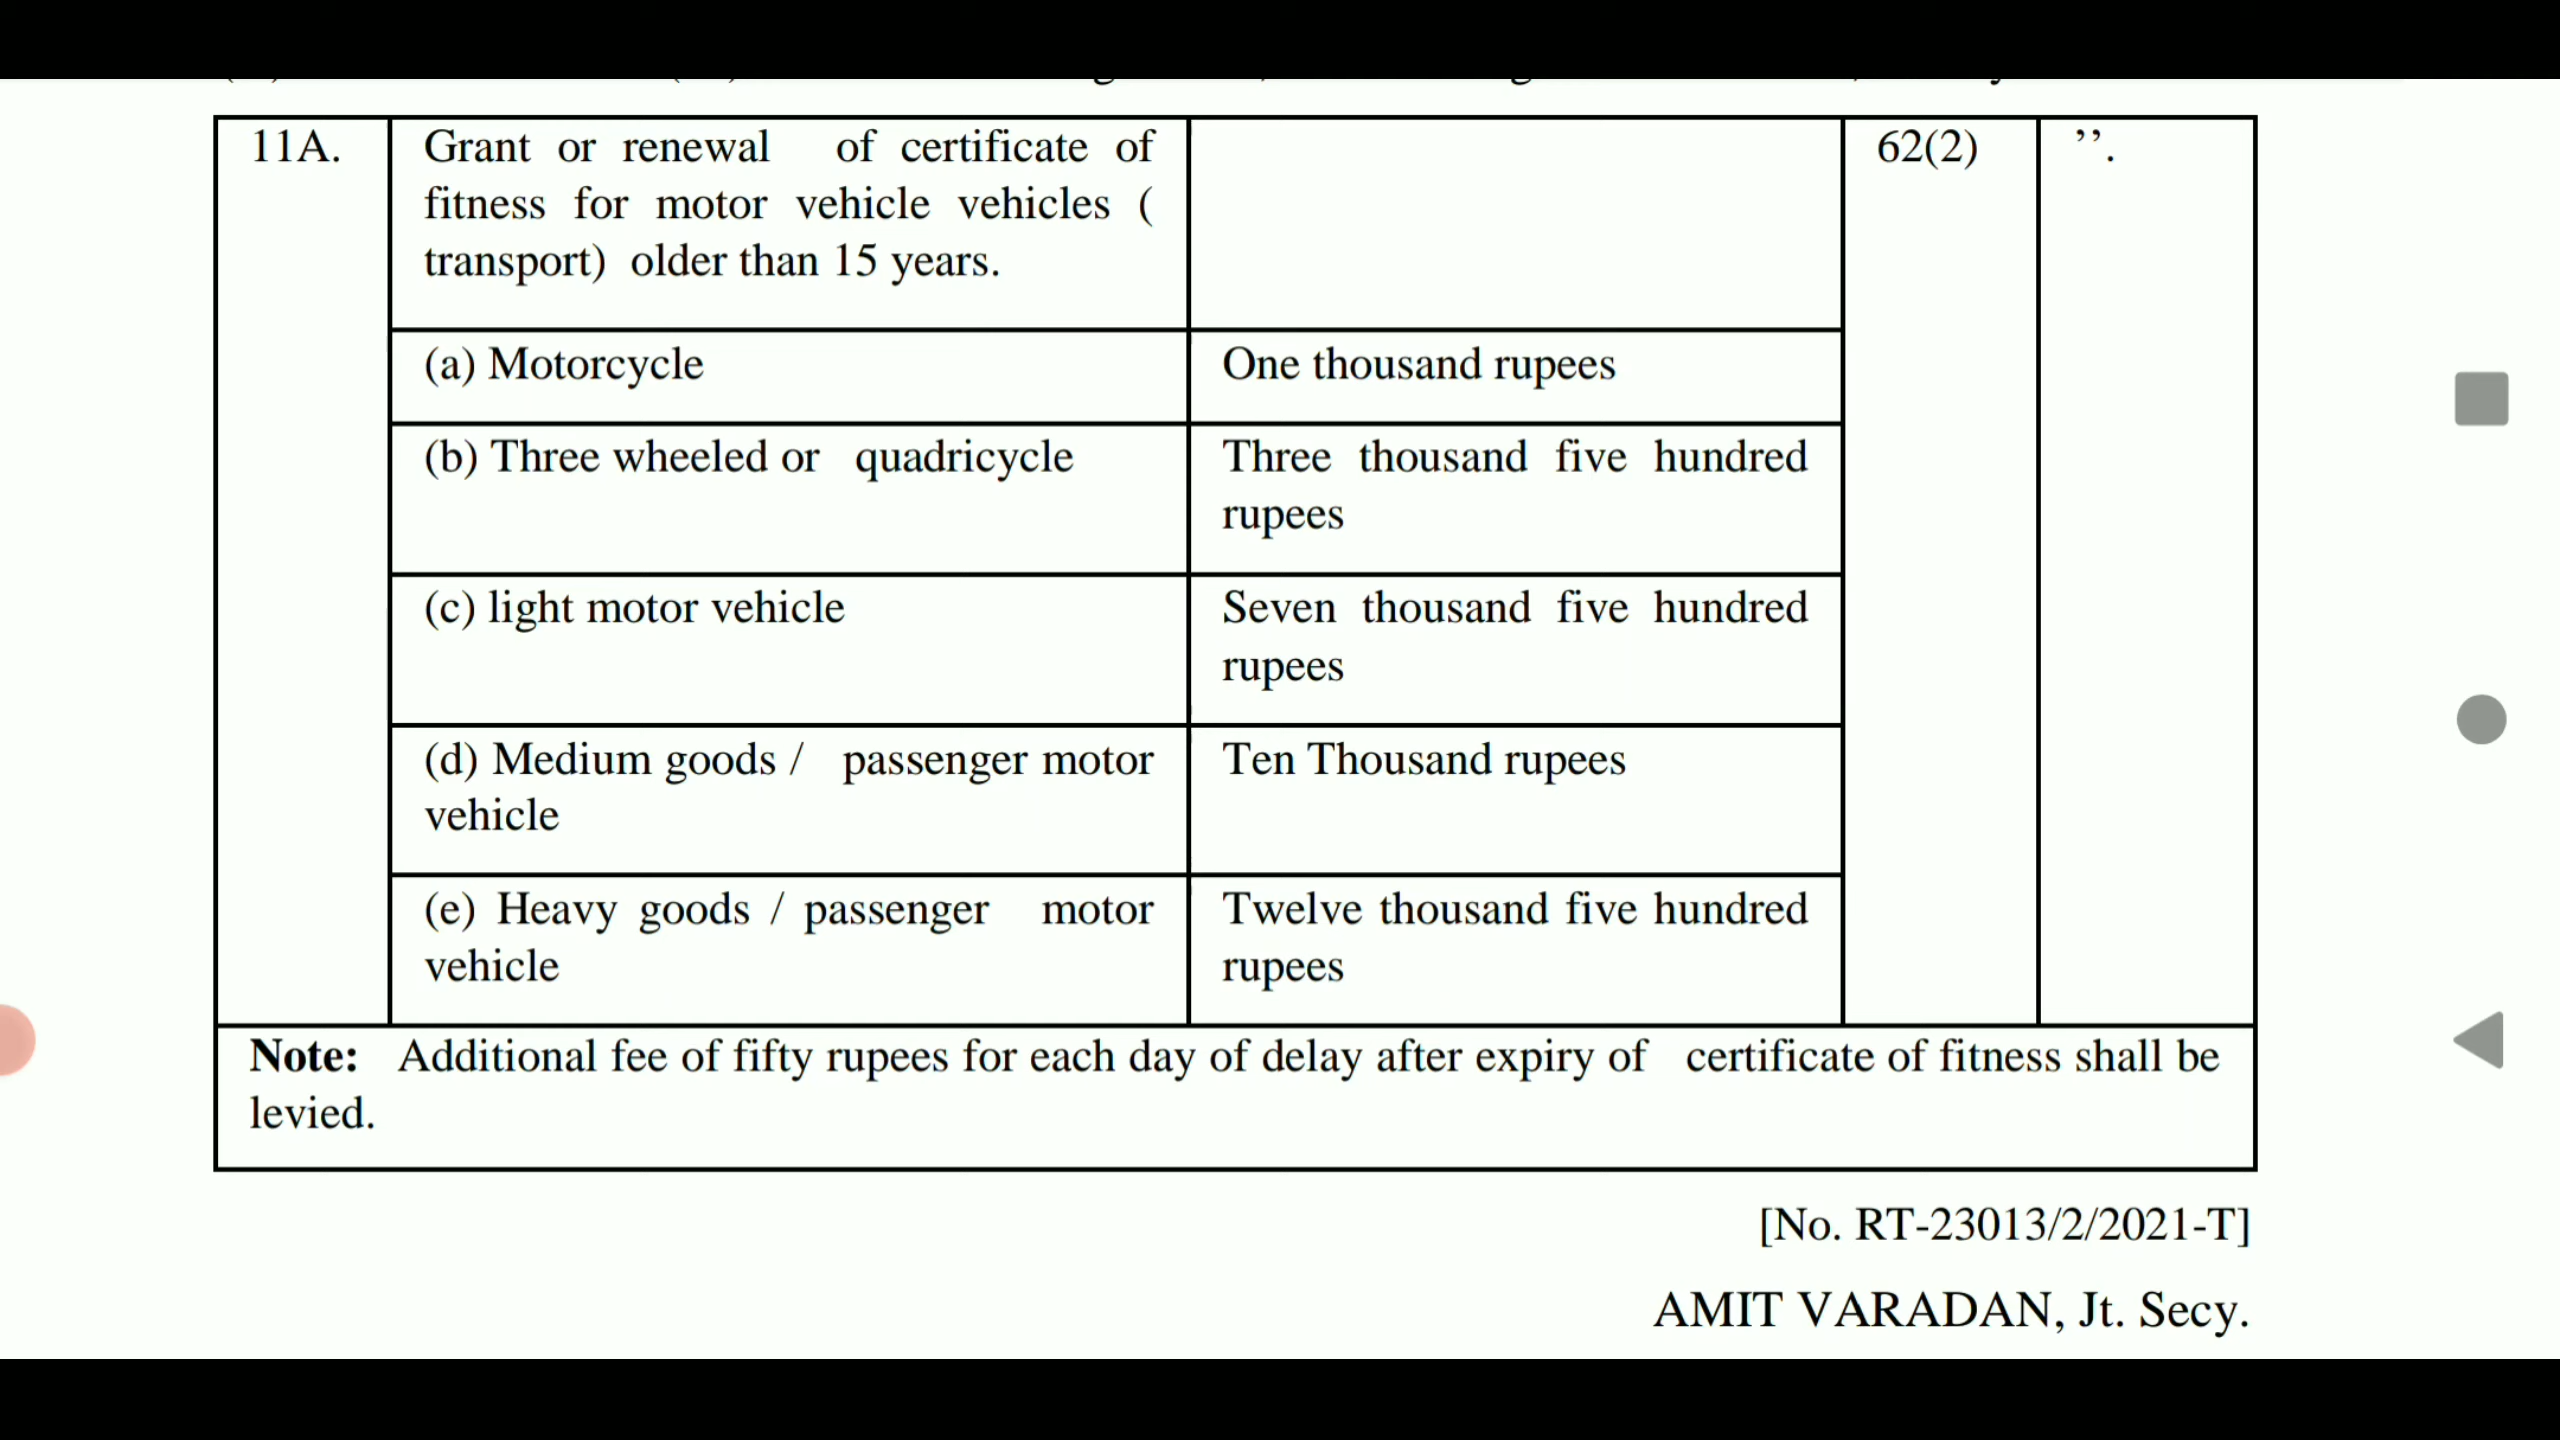 11A.
Grant or renewal of certificate of
fitness for motor vehicle vehicles (
transport) older than 15 years.
62(2)
’’.
(a) Motorcycle
One thousand rupees
(b) Three wheeled or quadricycle
Three thousand five hundred
rupees
(c) light motor vehicle
Seven thousand five hundred
rupees
(d) Medium goods / passenger motor
vehicle
Ten Thousand rupees
(e) Heavy goods / passenger motor
vehicle
Twelve thousand five hundred
rupees
Note: Additional fee of fifty rupees for each day of delay after expiry of certificate of fitness shall be
levied.
[No. RT-23013/2/2021-T]
AMIT VARADAN, Jt. Secy.